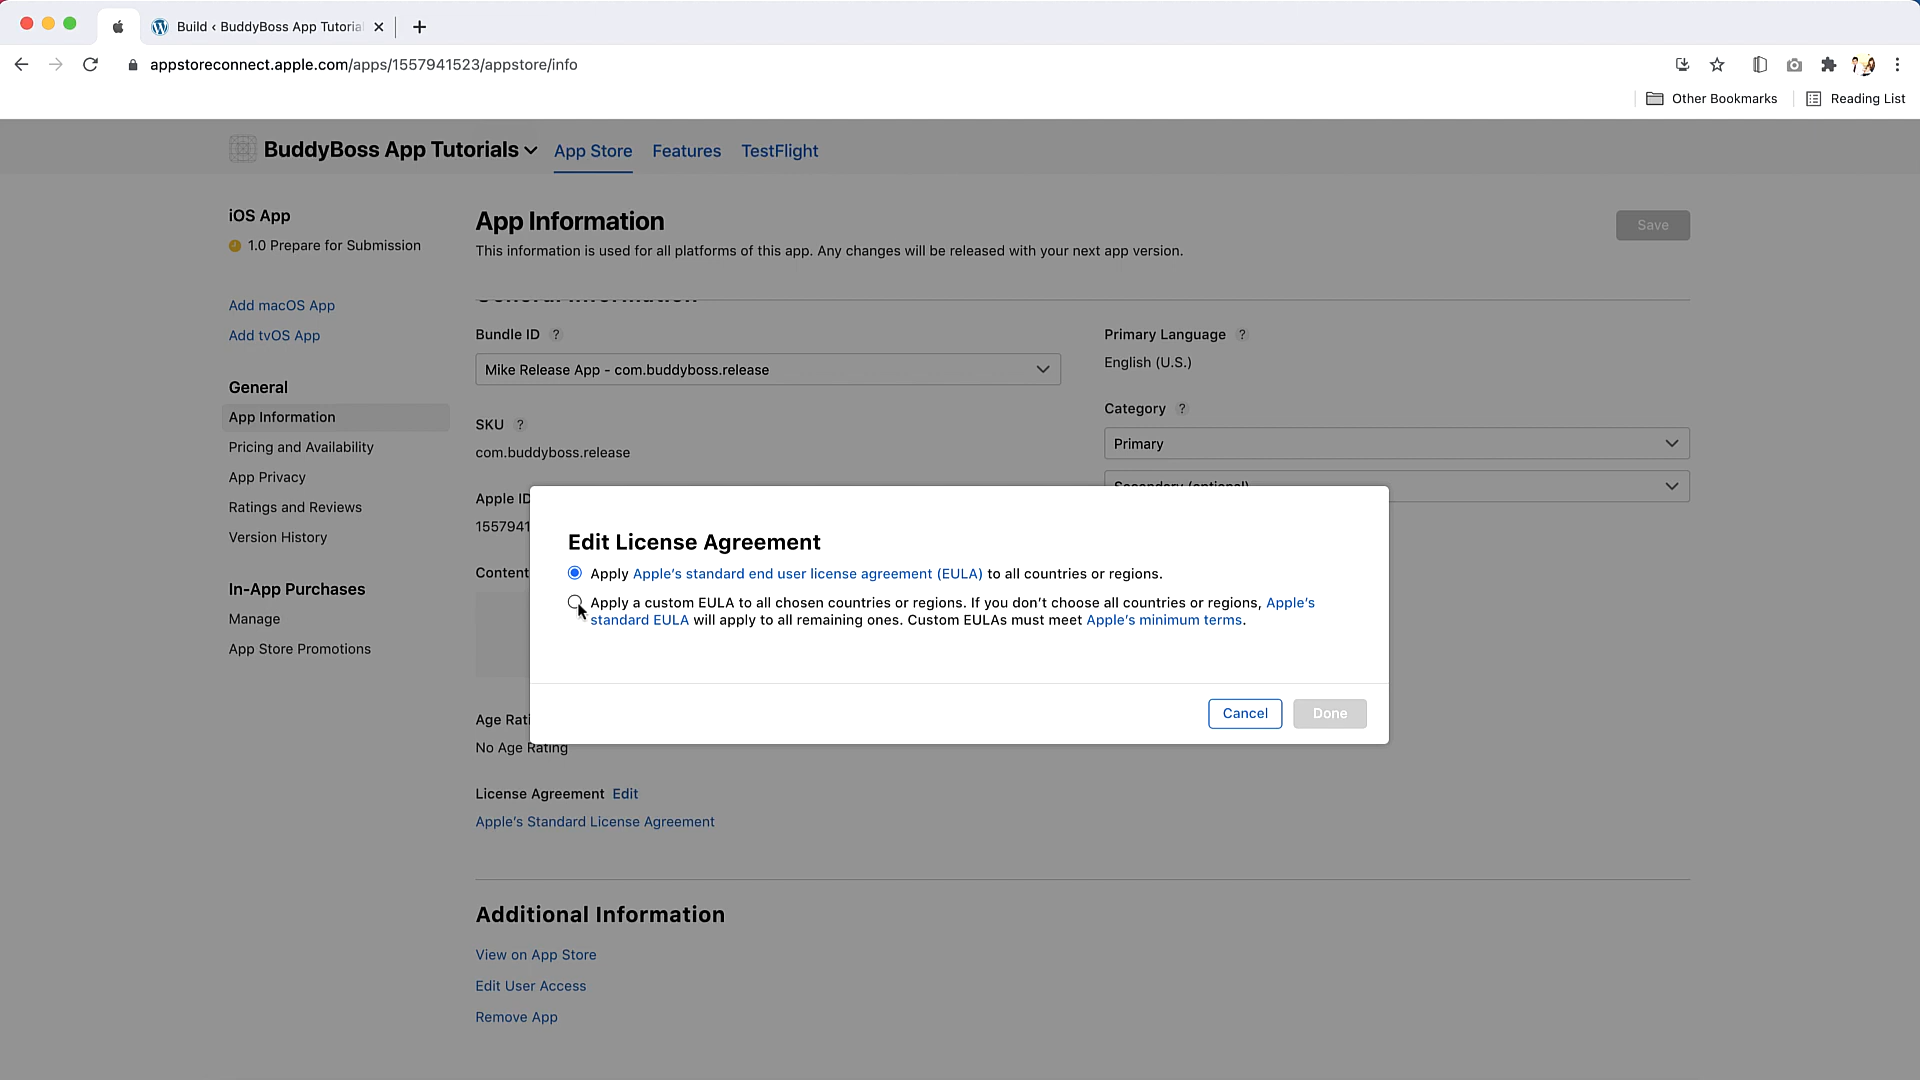 Build ‹ BuddyBoss App Tutoria
appstoreconnect.apple.com/apps/1557941523/appstore/info
Other Bookmarks
Reading List
BuddyBoss App Tutorials
App Store
Features
TestFlight
iOS App
1.0 Prepare for Submission
Add macOS App
Add tvOS App
General
App Information
Pricing and Availability
App Privacy
Ratings and Reviews
Version History
In-App Purchases
Manage
App Store Promotions
App Information
Save
This information is used for all platforms of this app. Any changes will be released with your next app version.
General Information
Bundle ID ?
Mike Release App - com.buddyboss.release
SKU ?
com.buddyboss.release
Apple ID
1557941
Content
Age Rati
No Age Rating
License Agreement Edit
Apple's Standard License Agreement
Primary Language ?
English (U.S.)
Category ?
Primary
Secondary (optional)
Edit License Agreement
Apply Apple's standard end user license agreement (EULA) to all countries or regions.
Apply a custom EULA to all chosen countries or regions. If you don't choose all countries or regions, Apple's
standard EULA will apply to all remaining ones. Custom EULAs must meet Apple's minimum terms.
Cancel
Done
Additional Information
View on App Store
Edit User Access
Remove App